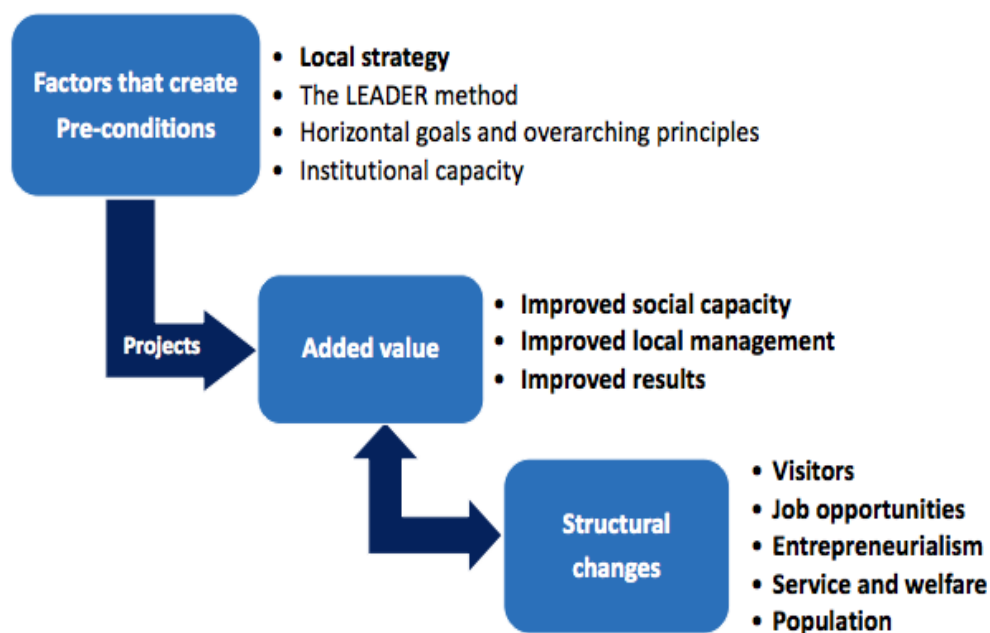 Factors that create
Pre-conditions
• Local strategy
• The LEADER method
• Horizontal goals and overarching principles
• Institutional capacity
Projects
Added value
• Improved social capacity
• Improved local management
• Improved results
Structural
changes
• Visitors
• Job opportunities
• Entrepreneurialism
• Service and welfare
• Population